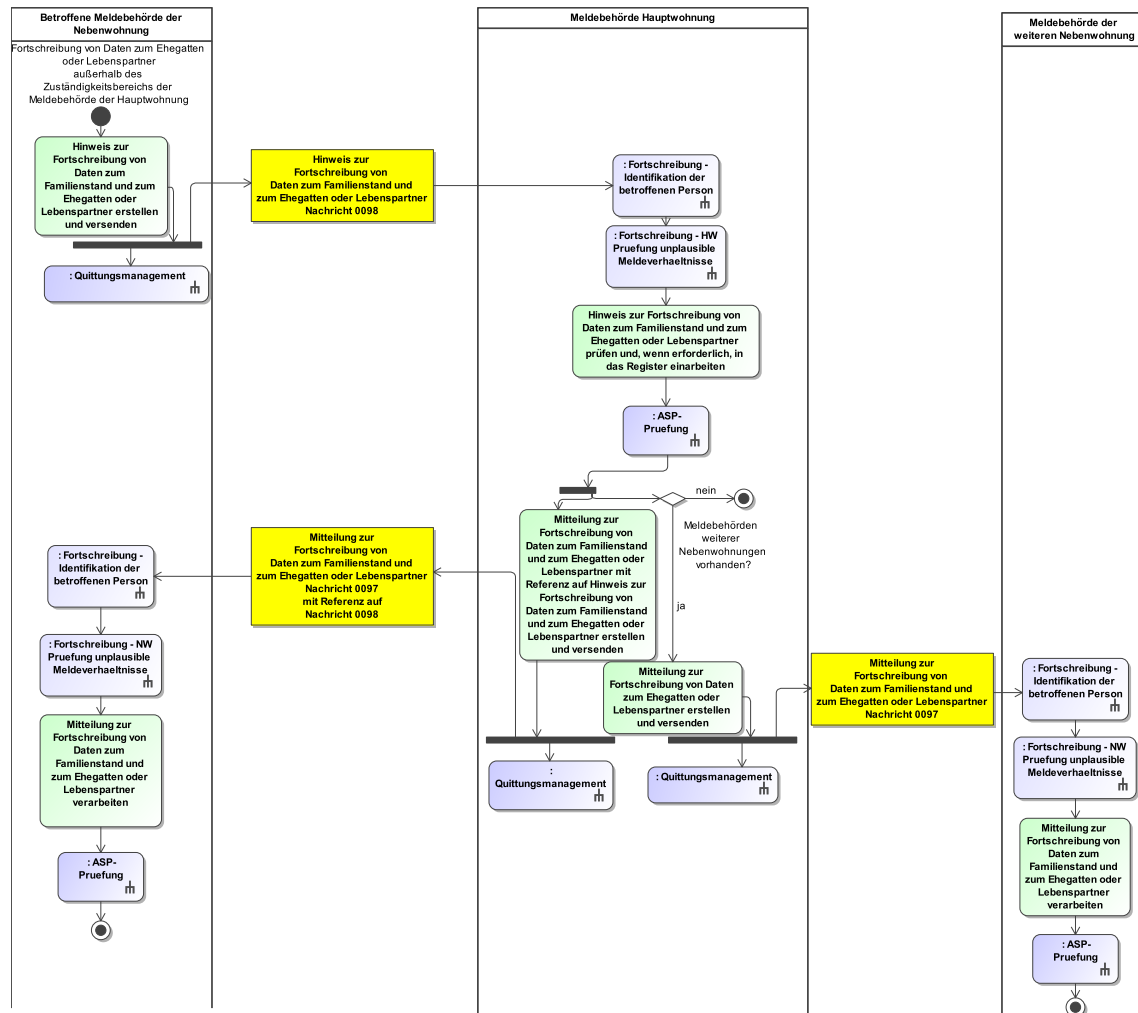 Betroffene Meldebehörde der
Nebenwohnung
Fortschreibung von Daten zum Ehegatten
oder Lebenspartner
außerhalb des
Zuständigkeitsbereichs der
Meldebehörde der Hauptwohnung
Hinweis zur
Fortschreibung von
Daten zum
Familienstand und zum
Ehegatten oder
Lebenspartner erstellen
und versenden
: Quittungsmanagement
Hinweis zur
Fortschreibung von
Daten zum Familienstand und
zum Ehegatten oder Lebenspartner
Nachricht 0098
Meldebehörde Hauptwohnung
: Fortschreibung -
Identifikation der
betroffenen Person
: Fortschreibung - HW
Pruefung unplausible
Meldeverhaeltnisse
Hinweis zur Fortschreibung von
Daten zum Familienstand und zum
Ehegatten oder Lebenspartner
prüfen und, wenn erforderlich, in
das Register einarbeiten
: ASP-
Pruefung
nein
Meldebehörden
weiterer
Nebenwohnungen
vorhanden?
ja
Mitteilung zur
Fortschreibung von
Daten zum Familienstand
und zum Ehegatten oder
Lebenspartner mit
Referenz auf Hinweis zur
Fortschreibung von
Daten zum Familienstand
und zum Ehegatten oder
Lebenspartner erstellen
und versenden
Mitteilung zur
Fortschreibung von Daten
zum Ehegatten oder
Lebenspartner erstellen
und versenden
:
Quittungsmanagement
: Quittungsmanagement
Mitteilung zur
Fortschreibung von
Daten zum Familienstand und
zum Ehegatten oder Lebenspartner
Nachricht 0097
mit Referenz auf
Nachricht 0098
: Fortschreibung -
Identifikation der
betroffenen Person
: Fortschreibung - NW
Pruefung unplausible
Meldeverhaeltnisse
Mitteilung zur
Fortschreibung von
Daten zum
Familienstand und
zum Ehegatten oder
Lebenspartner
verarbeiten
: ASP-
Pruefung
Mitteilung zur
Fortschreibung von
Daten zum Familienstand und
zum Ehegatten oder Lebenspartner
Nachricht 0097
Meldebehörde der
weiteren Nebenwohnung
: Fortschreibung -
Identifikation der
betroffenen Person
: Fortschreibung - NW
Pruefung unplausible
Meldeverhaeltnisse
Mitteilung zur
Fortschreibung von
Daten zum
Familienstand und
zum Ehegatten oder
Lebenspartner
verarbeiten
: ASP-
Pruefung